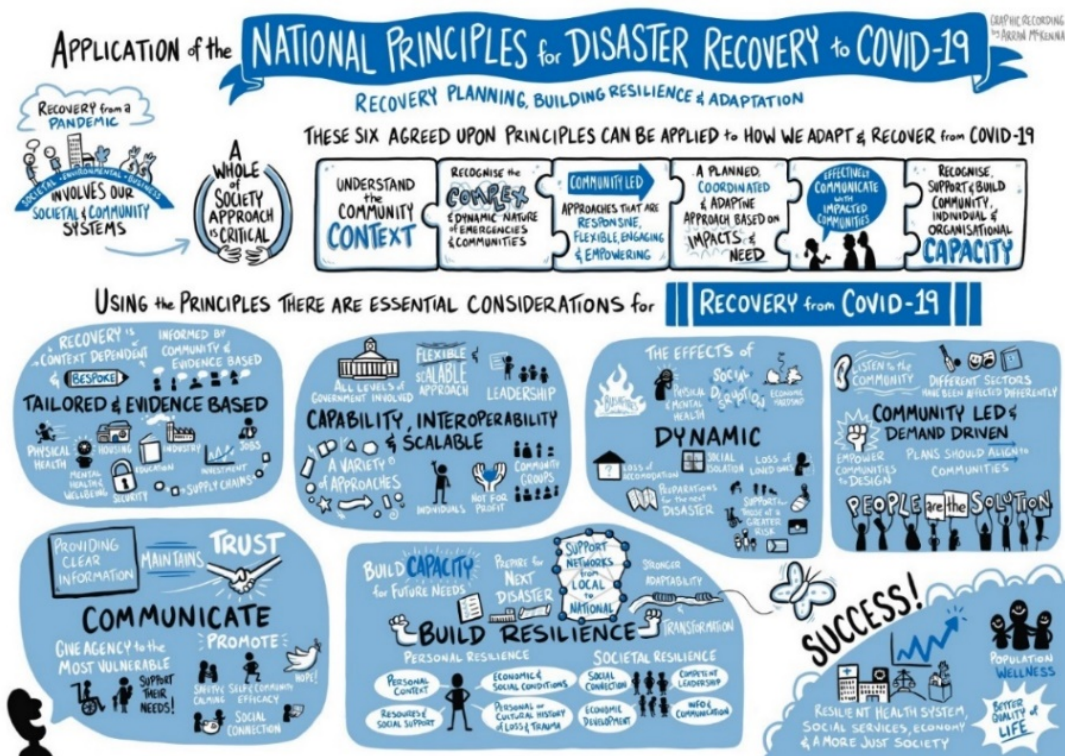 APPLICATION of the NATIONAL PRINCIPLES for DISASTER RECOVERY to COVID-19
GRAPHIC RECORDING
by ARRAN McKENNA
RECOVERY PLANNING, BUILDING RESILIENCE & ADAPTATION
RECOVERY from a
PANDEMIC
SOCIETAL • ENVIRONMENTAL • BUSINESS
INVOLVES OUR
SOCIETAL & COMMUNITY
SYSTEMS
A
WHOLE
of
SOCIETY
APPROACH
is CRITICAL
THESE SIX AGREED UPON PRINCIPLES CAN BE APPLIED to HOW WE ADAPT & RECOVER from COVID-19
UNDERSTAND
the
COMMUNITY
CONTEXT
RECOGNISE the
COMPLEX
& DYNAMIC NATURE
of EMERGENCIES
& COMMUNITIES
COMMUNITY LED
APPROACHES THAT ARE
RESPONSIVE,
FLEXIBLE, ENGAGING
& EMPOWERING
A PLANNED,
COORDINATED
& ADAPTIVE
APPROACH BASED on
IMPACTS &
NEED
EFFECTIVELY
COMMUNICATE
with
IMPACTED
COMMUNITIES
RECOGNISE,
SUPPORT & BUILD
COMMUNITY,
INDIVIDUAL &
ORGANISATIONAL
CAPACITY
USING the PRINCIPLES THERE ARE ESSENTIAL CONSIDERATIONS for RECOVERY from COVID-19
RECOVERY is
CONTEXT DEPENDENT
BESPOKE
INFORMED BY
COMMUNITY &
EVIDENCE BASED
TAILORED & EVIDENCE BASED
PHYSICAL
HEALTH
MENTAL
HEALTH &
WELLBEING
HOUSING
SECURITY
EDUCATION
INDUSTRY
INVESTMENT
JOBS
SUPPLY CHAINS
ALL LEVELS of
GOVERNMENT INVOLVED
FLEXIBLE &
SCALABLE
APPROACH
LEADERSHIP
CAPABILITY, INTEROPERABILITY
& SCALABLE
A VARIETY of
APPROACHES
INDIVIDUALS
NOT FOR
PROFIT
COMMUNITY
GROUPS
THE EFFECTS of
PHYSICAL
& MENTAL
HEALTH
SOCIAL
DISRUPTION
ECONOMIC
HARDSHIP
DYNAMIC
LOSS of
ACCOMODATION
SOCIAL
ISOLATION
LOSS of
LOVED ONES
PREPARATIONS
for the next
DISASTER
SUPPORT for
THOSE AT a
GREATER
RISK
LISTEN to the
COMMUNITY
DIFFERENT SECTORS
HAVE BEEN AFFECTED DIFFERENTLY
COMMUNITY LED &
DEMAND DRIVEN
EMPOWER
COMMUNITIES
to DESIGN
PLANS SHOULD ALIGN to
COMMUNITIES
PEOPLE are the SOLUTION
PROVIDING
CLEAR
INFORMATION
MAINTAINS
TRUST
COMMUNICATE
GIVE AGENCY to the
MOST VULNERABLE
SUPPORT
THEIR
NEEDS!
PROMOTE
HOPE!
SAFETY &
CALMING
SELF & COMMUNITY
EFFICACY
SOCIAL
CONNECTION
BUILD CAPACITY
for FUTURE NEEDS
PREPARE for
NEXT
DISASTER
SUPPORT
NETWORKS
from
LOCAL
to
NATIONAL
STRONGER
ADAPTABILITY
&
TRANSFORMATION
BUILD RESILIENCE
PERSONAL RESILIENCE
PERSONAL
CONTEXT
ECONOMIC &
SOCIAL CONDITIONS
RESOURCES &
SOCIAL SUPPORT
PERSONAL or
CULTURAL HISTORY
of LOSS & TRAUMA
SOCIETAL RESILIENCE
SOCIAL
CONNECTION
COMPETENT
LEADERSHIP
ECONOMIC
DEVELOPMENT
INFO &
COMMUNICATION
SUCCESS!
POPULATION
WELLNESS
RESILIENT HEALTH SYSTEM,
SOCIAL SERVICES, ECONOMY
& A MORE JUST SOCIETY
BETTER
QUALITY of
LIFE